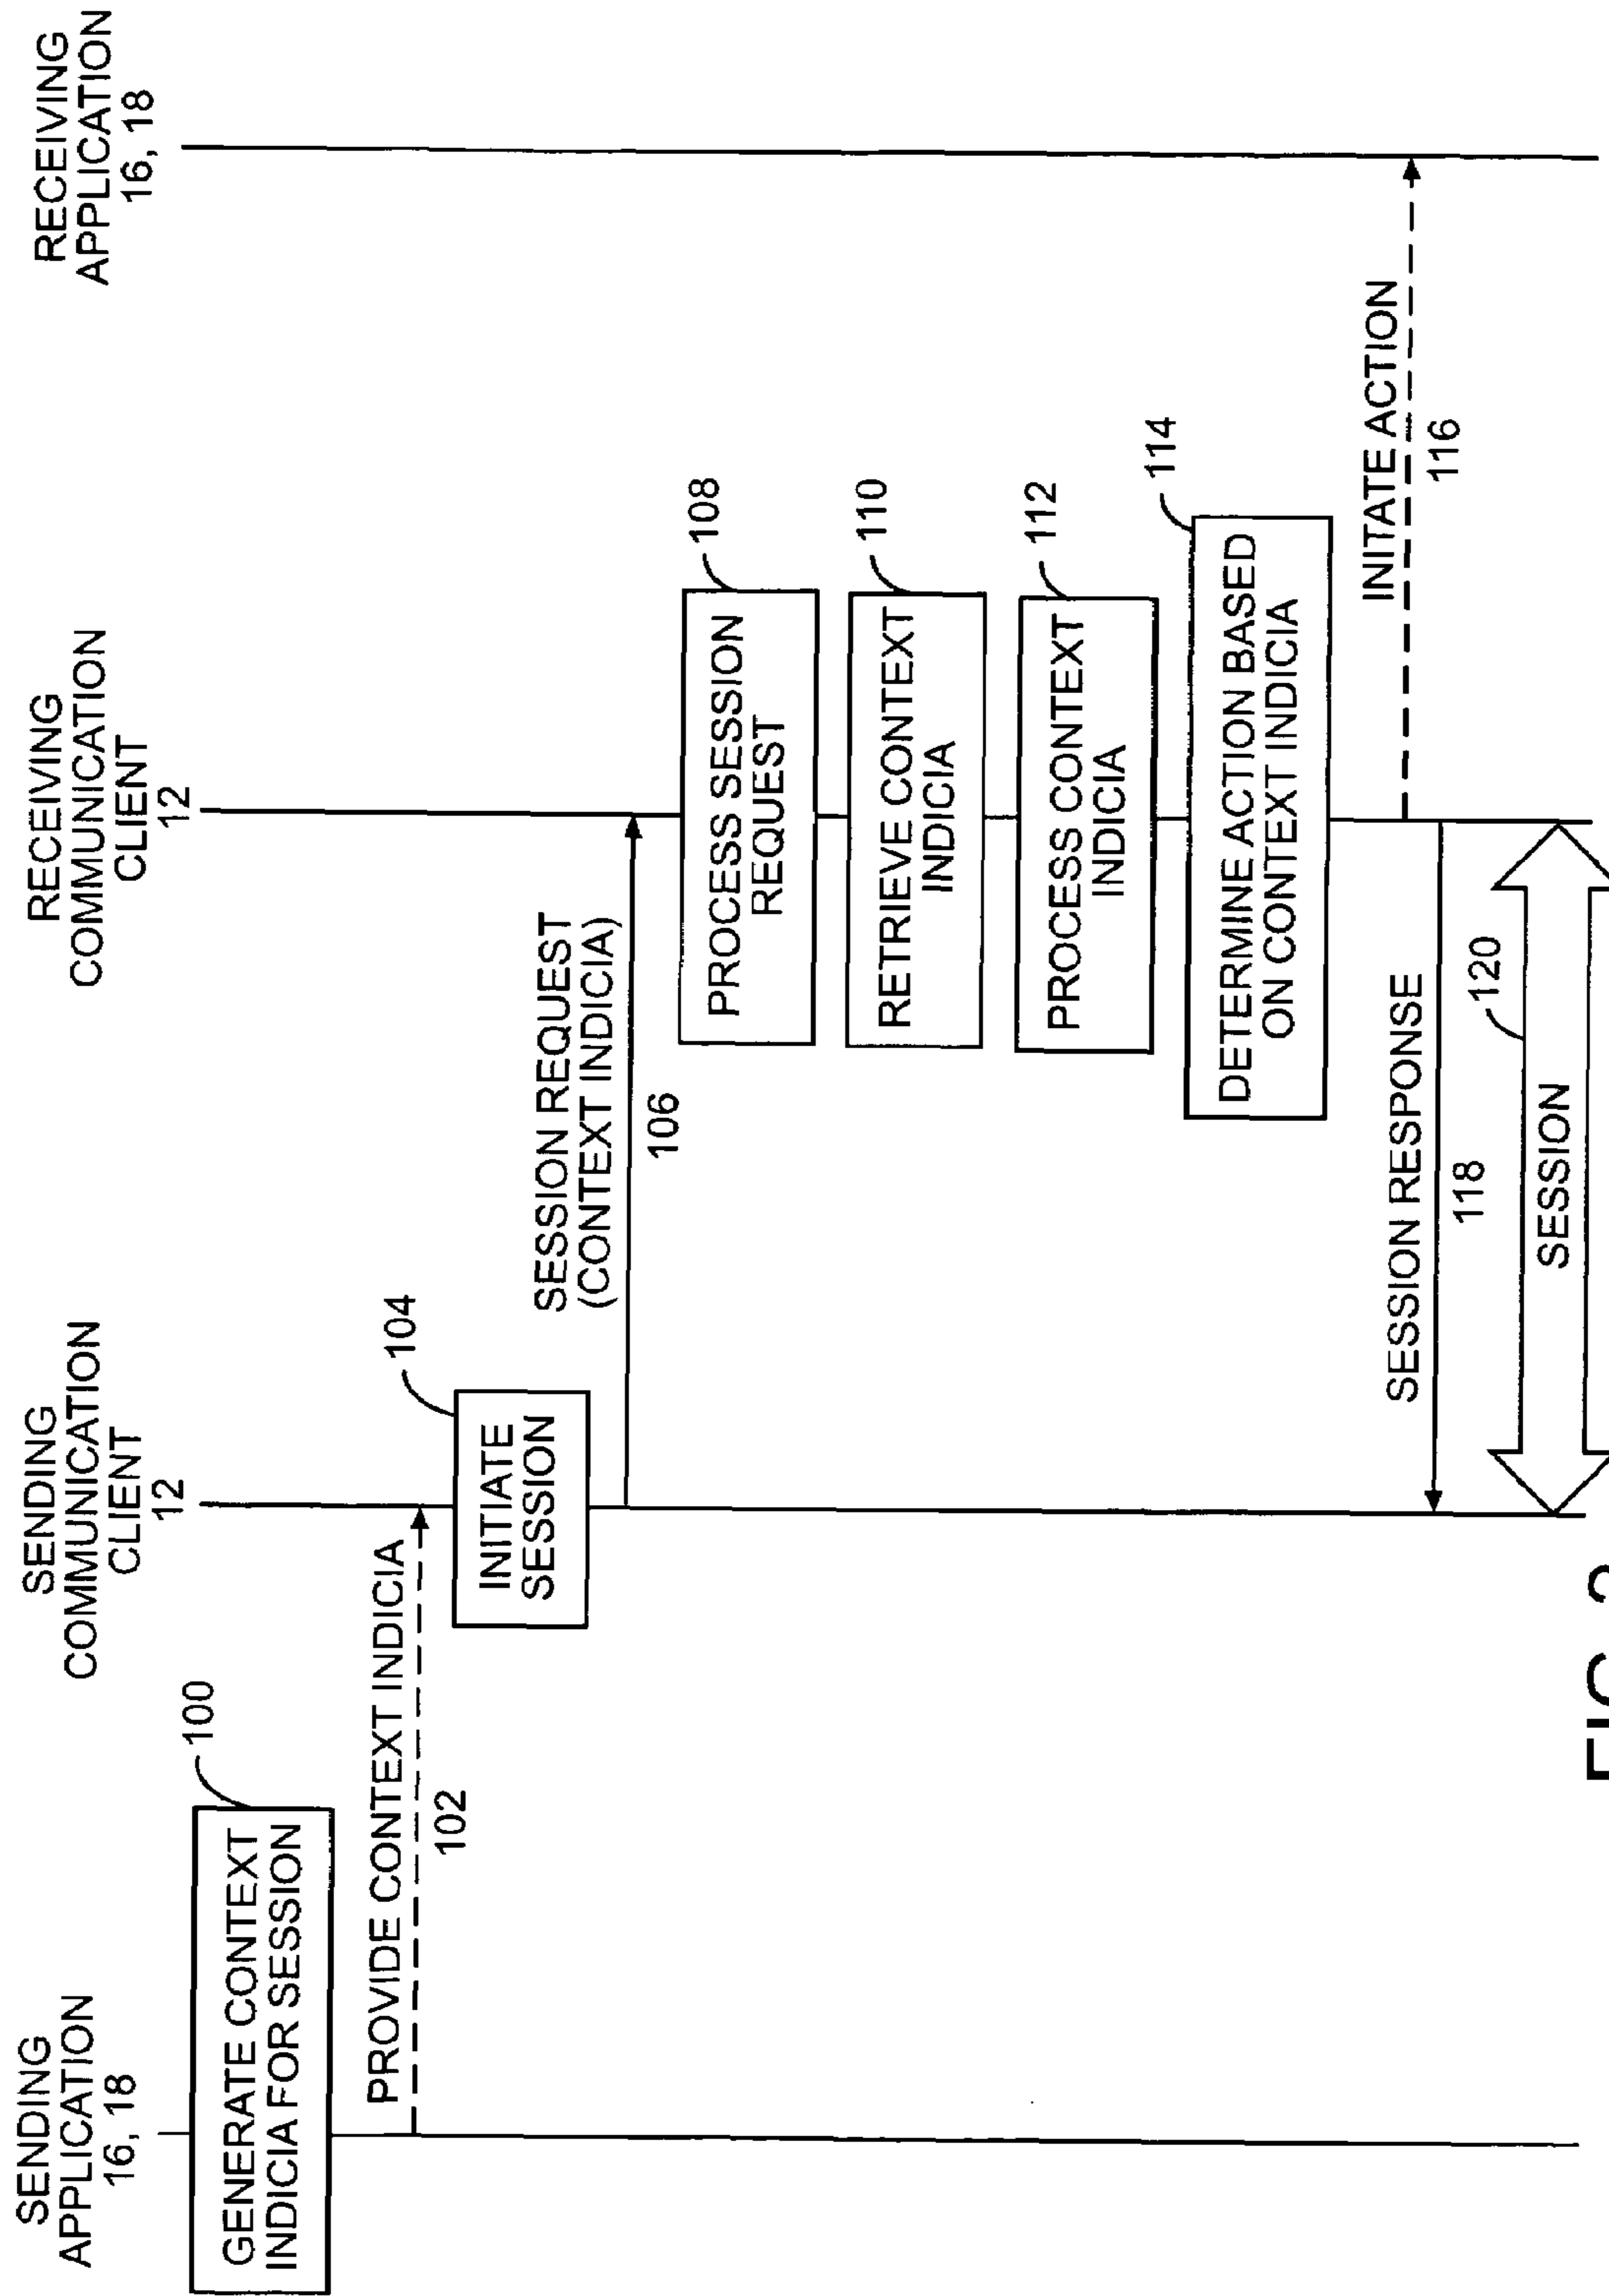 SENDING
APPLICATION
16, 18
SENDING
COMMUNICATION
CLIENT
12
RECEIVING
COMMUNICATION
CLIENT
12
RECEIVING
APPLICATION
16, 18
100
GENERATE CONTEXT
INDICIA FOR SESSION
PROVIDE CONTEXT INDICIA
102
104
INITIATE
SESSION
SESSION REQUEST
(CONTEXT INDICIA)
106
108
PROCESS SESSION
REQUEST
110
RETRIEVE CONTEXT
INDICIA
112
PROCESS CONTEXT
INDICIA
114
DETERMINE ACTION BASED
ON CONTEXT INDICIA
INITATE ACTION
116
SESSION RESPONSE
118
120
SESSION
FIG.